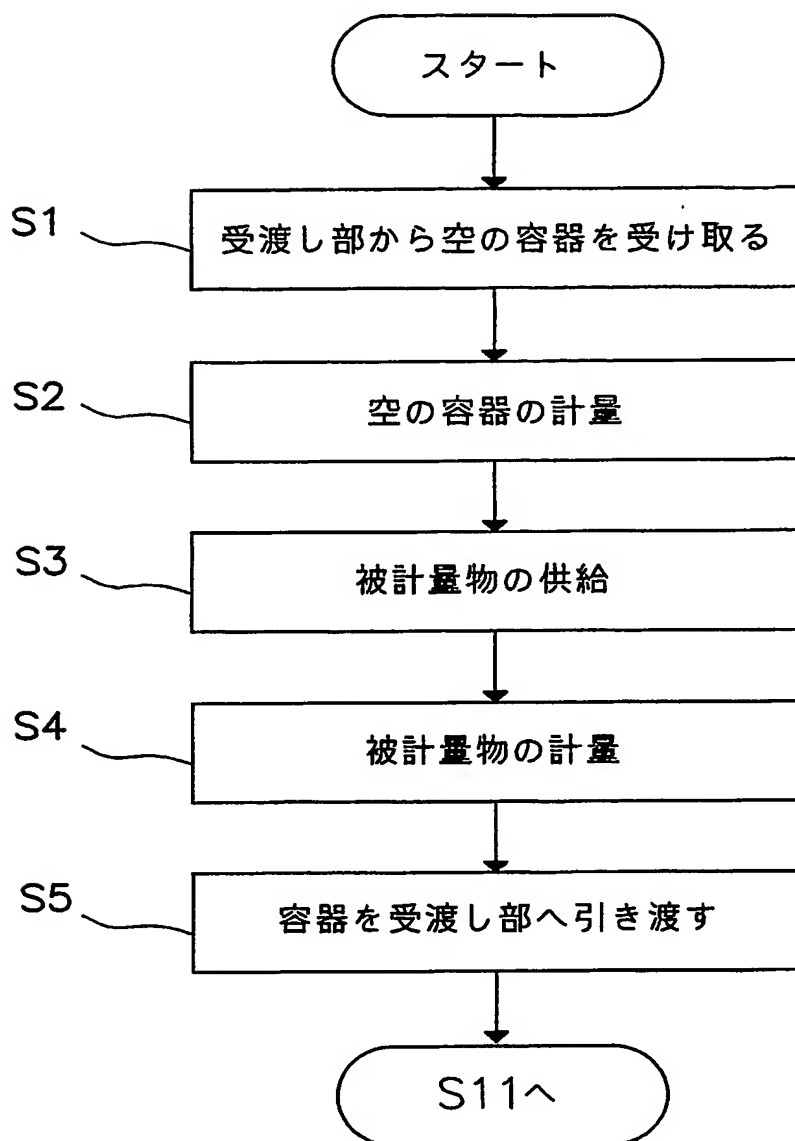 スタート
S1
受渡し部から空の容器を受け取る
S2
空の容器の計量
S3
被計量物の供給
S4
被計量物の計量
S5
容器を受渡し部へ引き渡す
S11へ